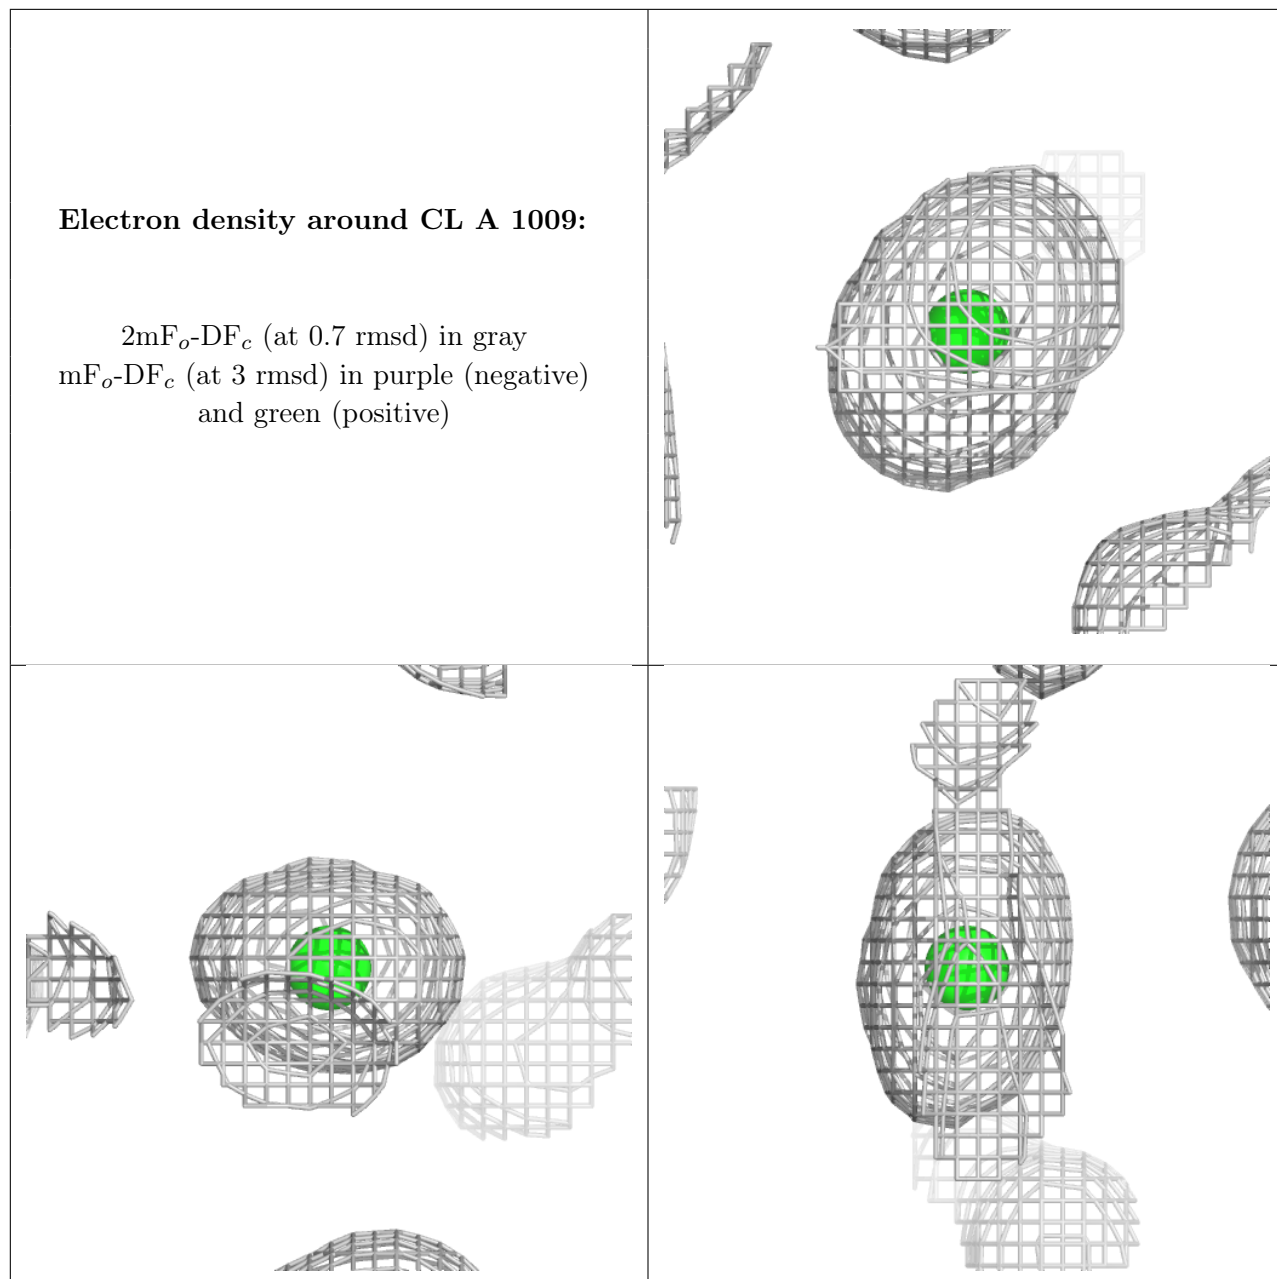 Electron density around CL A 1009:
2mFo-DFc (at 0.7 rmsd) in gray
mFo-DFc (at 3 rmsd) in purple (negative)
and green (positive)